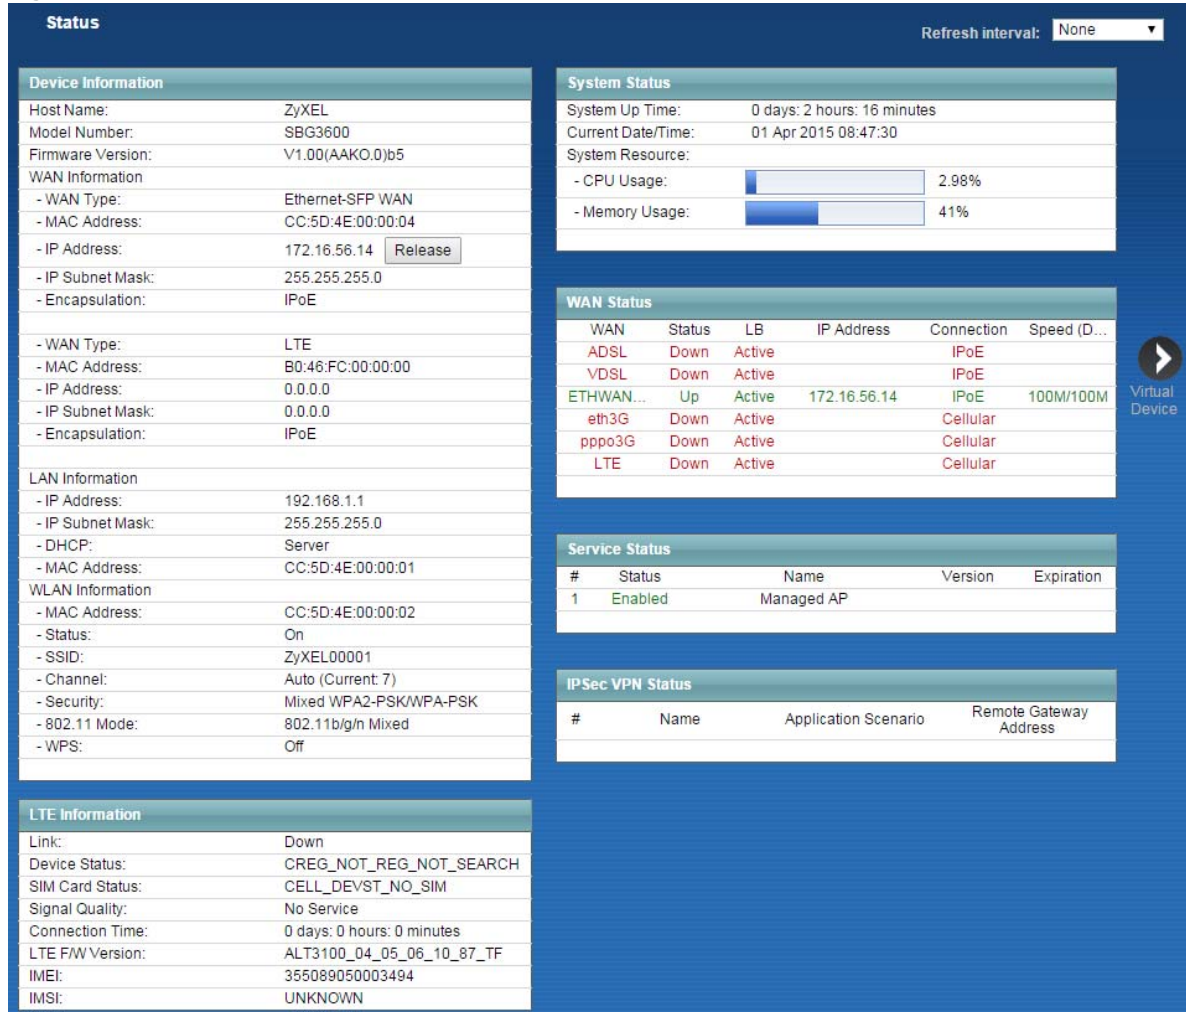 Status
Refresh interval: None
Device Information
Host Name: ZyXEL
Model Number: SBG3600
Firmware Version: V1.00(AAKO.0)b5
WAN Information
- WAN Type: Ethernet-SFP WAN
- MAC Address: CC:5D:4E:00:00:04
- IP Address: 172.16.56.14 Release
- IP Subnet Mask: 255.255.255.0
- Encapsulation: IPoE
- WAN Type: LTE
- MAC Address: B0:46:FC:00:00:00
- IP Address: 0.0.0.0
- IP Subnet Mask: 0.0.0.0
- Encapsulation: IPoE
LAN Information
- IP Address: 192.168.1.1
- IP Subnet Mask: 255.255.255.0
- DHCP: Server
- MAC Address: CC:5D:4E:00:00:01
WLAN Information
- MAC Address: CC:5D:4E:00:00:02
- Status: On
- SSID: ZyXEL00001
- Channel: Auto (Current: 7)
- Security: Mixed WPA2-PSK/WPA-PSK
- 802.11 Mode: 802.11b/g/n Mixed
- WPS: Off
LTE Information
Link: Down
Device Status: CREG_NOT_REG_NOT_SEARCH
SIM Card Status: CELL_DEVST_NO_SIM
Signal Quality: No Service
Connection Time: 0 days: 0 hours: 0 minutes
LTE F/W Version: ALT3100_04_05_06_10_87_TF
IMEI: 355089050003494
IMSI: UNKNOWN
System Status
System Up Time: 0 days: 2 hours: 16 minutes
Current Date/Time: 01 Apr 2015 08:47:30
System Resource:
- CPU Usage: 2.98%
- Memory Usage: 41%
WAN Status
WAN Status LB IP Address Connection Speed (D...
ADSL Down Active IPoE
VDSL Down Active IPoE
ETHWAN... Up Active 172.16.56.14 IPoE 100M/100M
eth3G Down Active Cellular
pppo3G Down Active Cellular
LTE Down Active Cellular
Service Status
# Status Name Version Expiration
1 Enabled Managed AP
IPSec VPN Status
# Name Application Scenario Remote Gateway
Address
Virtual
Device